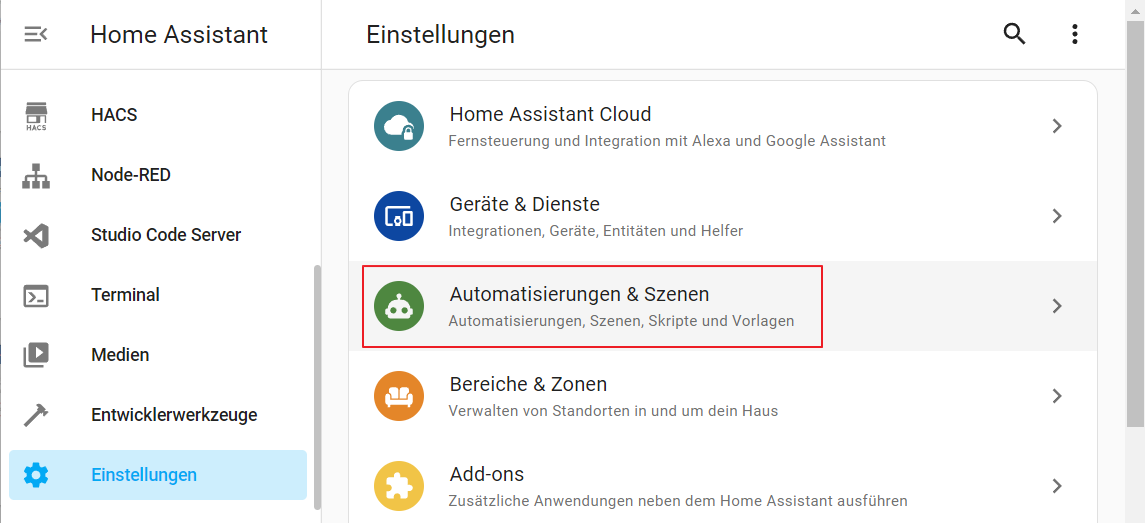 Home Assistant
HACS
HACS
Node-RED
Studio Code Server
Terminal
Medien
Entwicklerwerkzeuge
Einstellungen
Einstellungen
Home Assistant Cloud
Fernsteuerung und Integration mit Alexa und Google Assistant
Geräte & Dienste
Integrationen, Geräte, Entitäten und Helfer
Automatisierungen & Szenen
Automatisierungen, Szenen, Skripte und Vorlagen
Bereiche & Zonen
Verwalten von Standorten in und um dein Haus
Add-ons
Zusätzliche Anwendungen neben dem Home Assistant ausführen